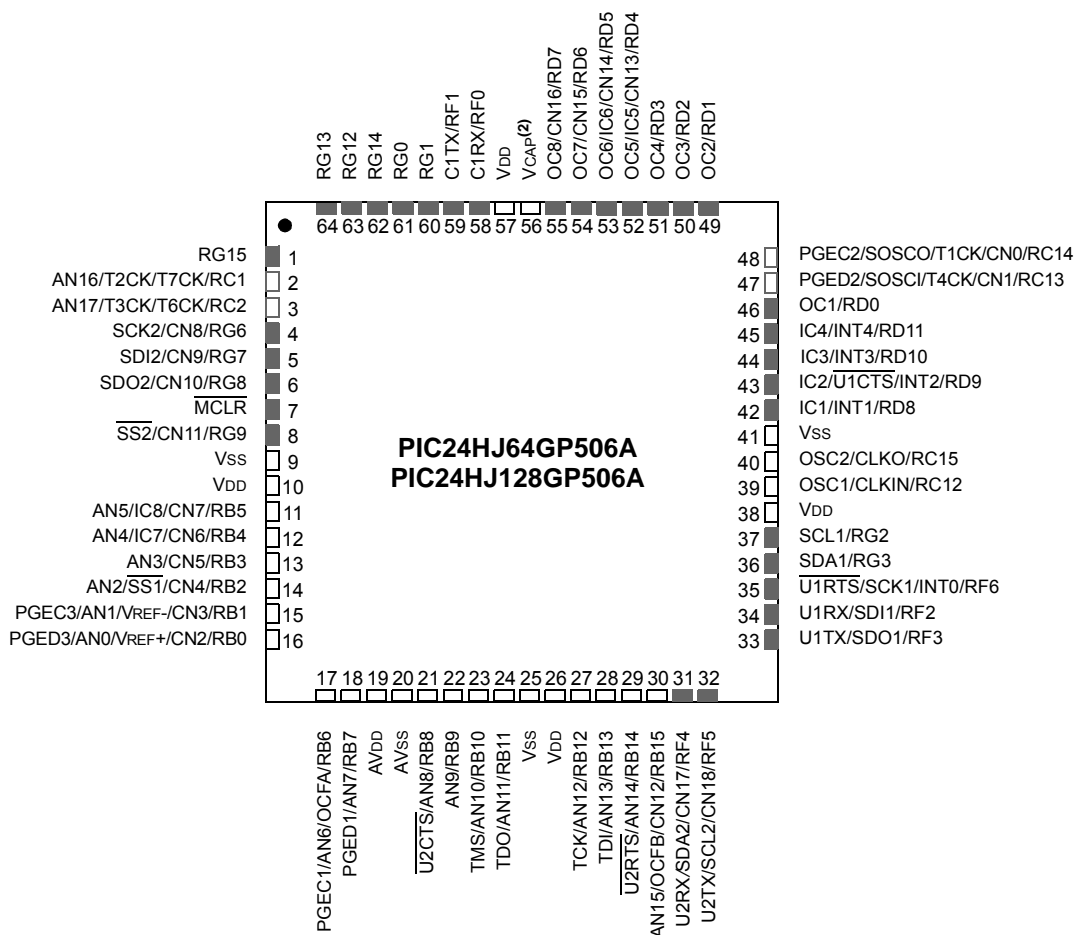 RG13
RG12
RG14
RG0
RG1
C1TX/RF1
C1RX/RF0
VDD
VCAP(2)
OC8/CN16/RD7
OC7/CN15/RD6
OC6/IC6/CN14/RD5
OC5/IC5/CN13/RD4
OC4/RD3
OC3/RD2
OC2/RD1
64 63 62 61 60 59 58 57 56 55 54 53 52 51 50 49
RG15 1
AN16/T2CK/T7CK/RC1 2
AN17/T3CK/T6CK/RC2 3
SCK2/CN8/RG6 4
SDI2/CN9/RG7 5
SDO2/CN10/RG8 6
MCLR 7
SS2/CN11/RG9 8
VSS 9
VDD 10
AN5/IC8/CN7/RB5 11
AN4/IC7/CN6/RB4 12
AN3/CN5/RB3 13
AN2/SS1/CN4/RB2 14
PGEC3/AN1/VREF-/CN3/RB1 15
PGED3/AN0/VREF+/CN2/RB0 16
PIC24HJ64GP506A
PIC24HJ128GP506A
48 PGEC2/SOSCO/T1CK/CN0/RC14
47 PGED2/SOSCI/T4CK/CN1/RC13
46 OC1/RD0
45 IC4/INT4/RD11
44 IC3/INT3/RD10
43 IC2/U1CTS/INT2/RD9
42 IC1/INT1/RD8
41 VSS
40 OSC2/CLKO/RC15
39 OSC1/CLKIN/RC12
38 VDD
37 SCL1/RG2
36 SDA1/RG3
35 U1RTS/SCK1/INT0/RF6
34 U1RX/SDI1/RF2
33 U1TX/SDO1/RF3
17 18 19 20 21 22 23 24 25 26 27 28 29 30 31 32
PGEC1/AN6/OCFA/RB6
PGED1/AN7/RB7
AVDD
AVSS
U2CTS/AN8/RB8
AN9/RB9
TMS/AN10/RB10
TDO/AN11/RB11
VSS
VDD
TCK/AN12/RB12
TDI/AN13/RB13
U2RTS/AN14/RB14
AN15/OCFB/CN12/RB15
U2RX/SDA2/CN17/RF4
U2TX/SCL2/CN18/RF5